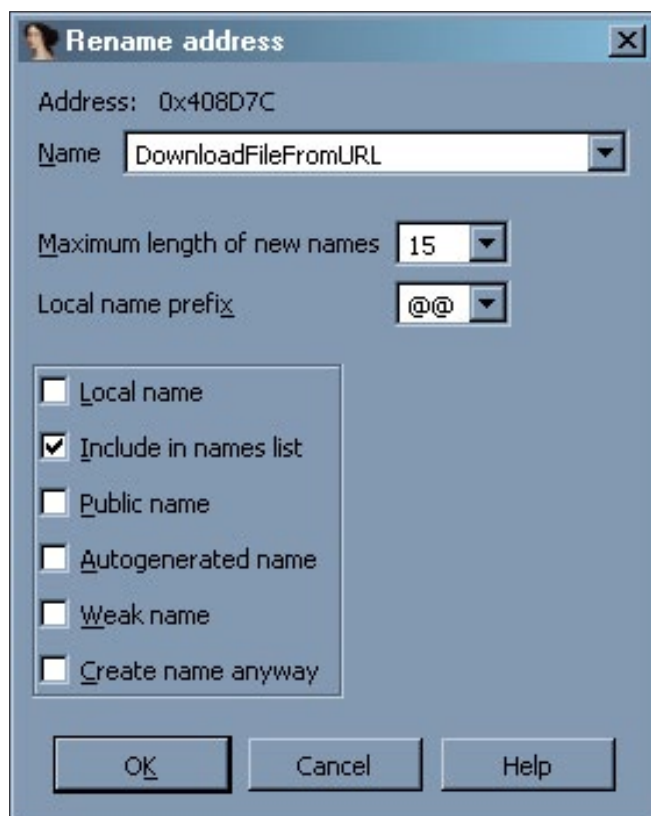 Rename address
Address: 0x408D7C
Name DownloadFileFromURL
Maximum length of new names 15
Local name prefix @@
Local name
Include in names list
Public name
Autogenerated name
Weak name
Create name anyway
OK Cancel Help